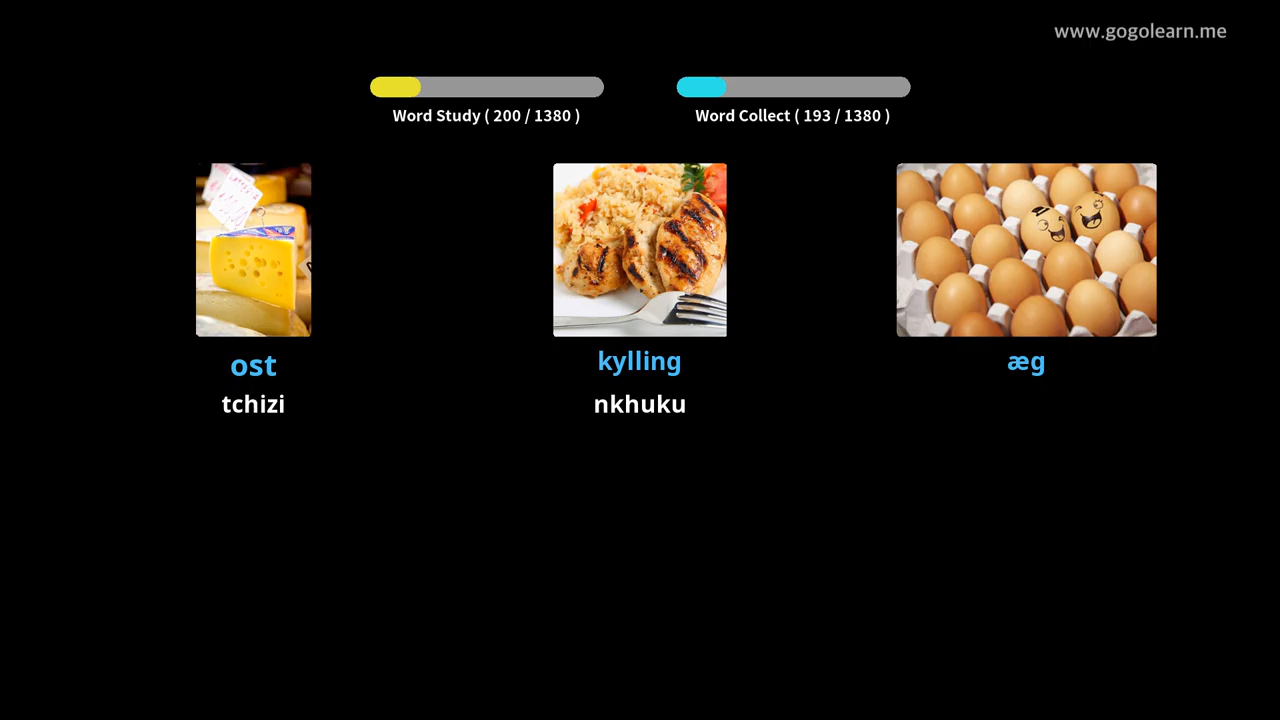 www.gogolearn.me
Word Study ( 200 / 1380 )
Word Collect ( 193 / 1380 )
ost
kylling
æg
tchizi
nkhuku